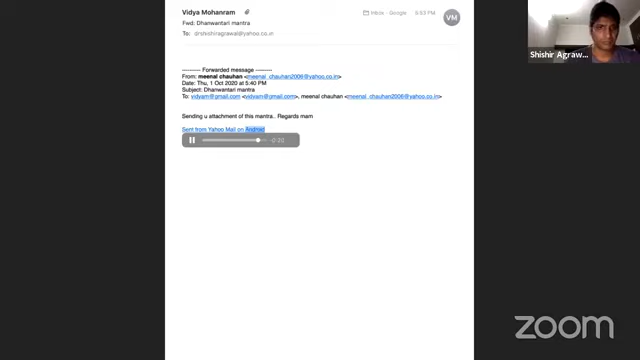 Vidya Mohanram
Inbox - Google 5:53 PM
VM
Fwd: Dhanwantari mantra
To: drshishiragrawal@yahoo.co.in
---------- Forwarded message ---------
From: meenal chauhan <meenal_chauhan2006@yahoo.co.in>
Date: Thu, 1 Oct 2020 at 5:40 PM
Subject: Dhanwantari mantra
To: vidyam@gmail.com <vidyam@gmail.com>, meenal chauhan <meenal_chauhan2006@yahoo.co.in>
Sending u attachment of this mantra.. Regards mam
Sent from Yahoo Mail on Android
-0:20
Shishir Agraw...
zoom